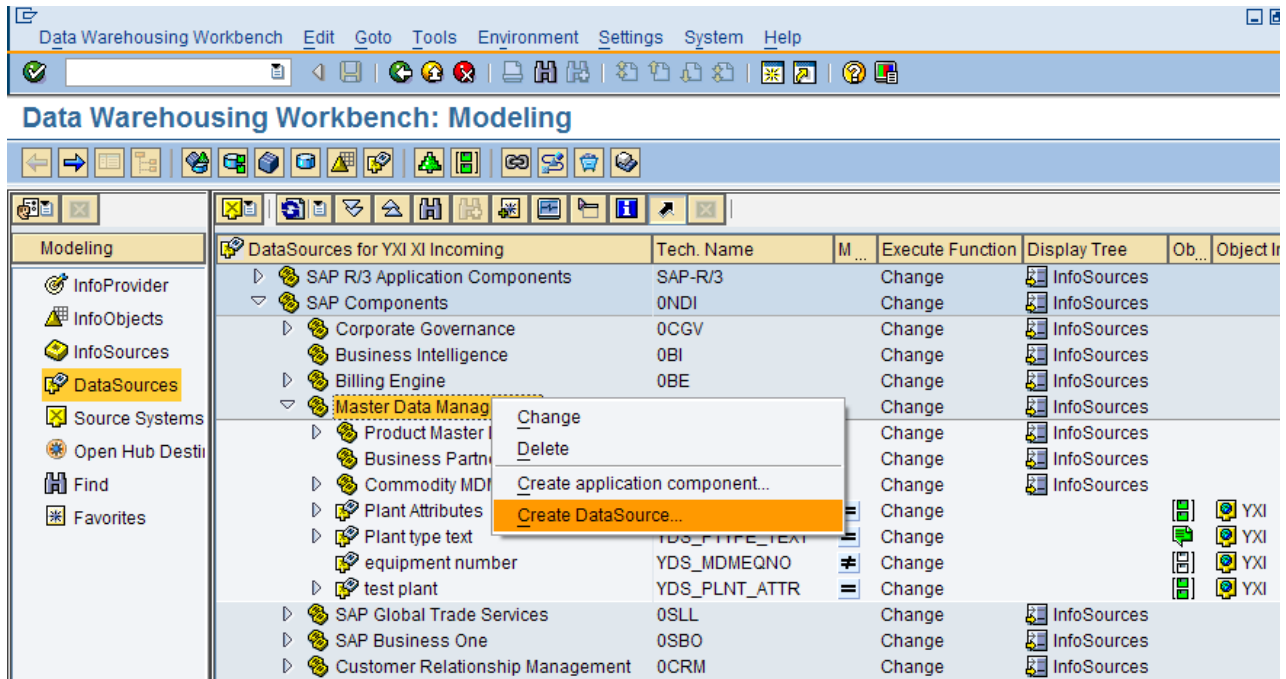 Data Warehousing Workbench Edit Goto Tools Environment Settings System Help
Data Warehousing Workbench: Modeling
Modeling
InfoProvider
InfoObjects
InfoSources
DataSources
Source Systems
Open Hub Desti
Find
Favorites
DataSources for YXI XI Incoming Tech. Name M... Execute Function Display Tree Ob... Object In
SAP R/3 Application Components SAP-R/3 Change InfoSources
SAP Components 0NDI Change InfoSources
Corporate Governance 0CGV Change InfoSources
Business Intelligence 0BI Change InfoSources
Billing Engine 0BE Change InfoSources
Master Data Manag Change InfoSources
Product Master Change InfoSources
Business Partne Change InfoSources
Commodity MDM Change InfoSources
Plant Attributes = Change YXI
Plant type text YDS_PTYPE_TEXT = Change YXI
equipment number YDS_MDMEQNO ≠ Change YXI
test plant YDS_PLNT_ATTR = Change YXI
SAP Global Trade Services 0SLL Change InfoSources
SAP Business One 0SBO Change InfoSources
Customer Relationship Management 0CRM Change InfoSources
Change
Delete
Create application component...
Create DataSource...